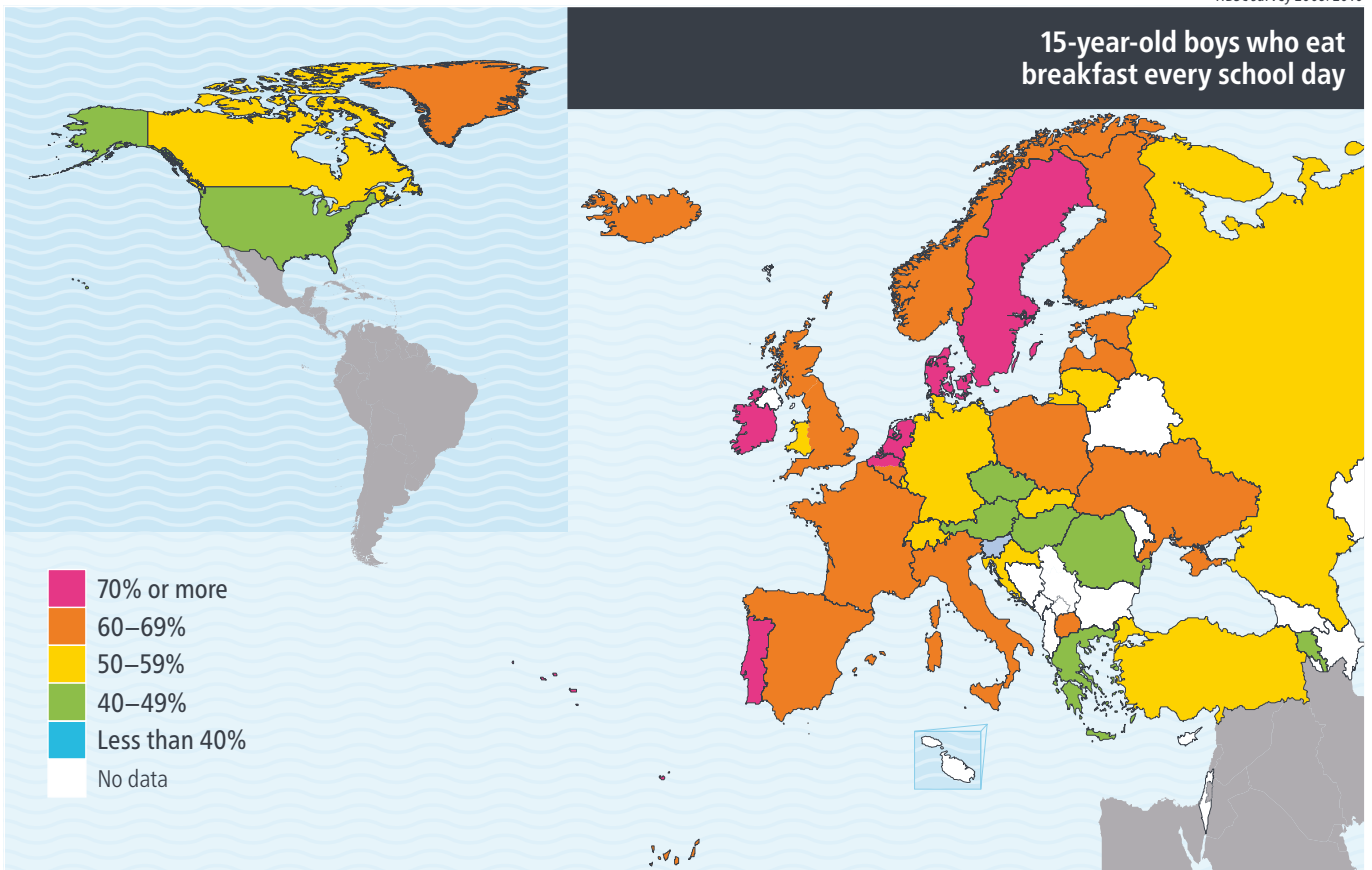 15-year-old boys who eat
breakfast every school day
70% or more
60–69%
50–59%
40–49%
Less than 40%
No data